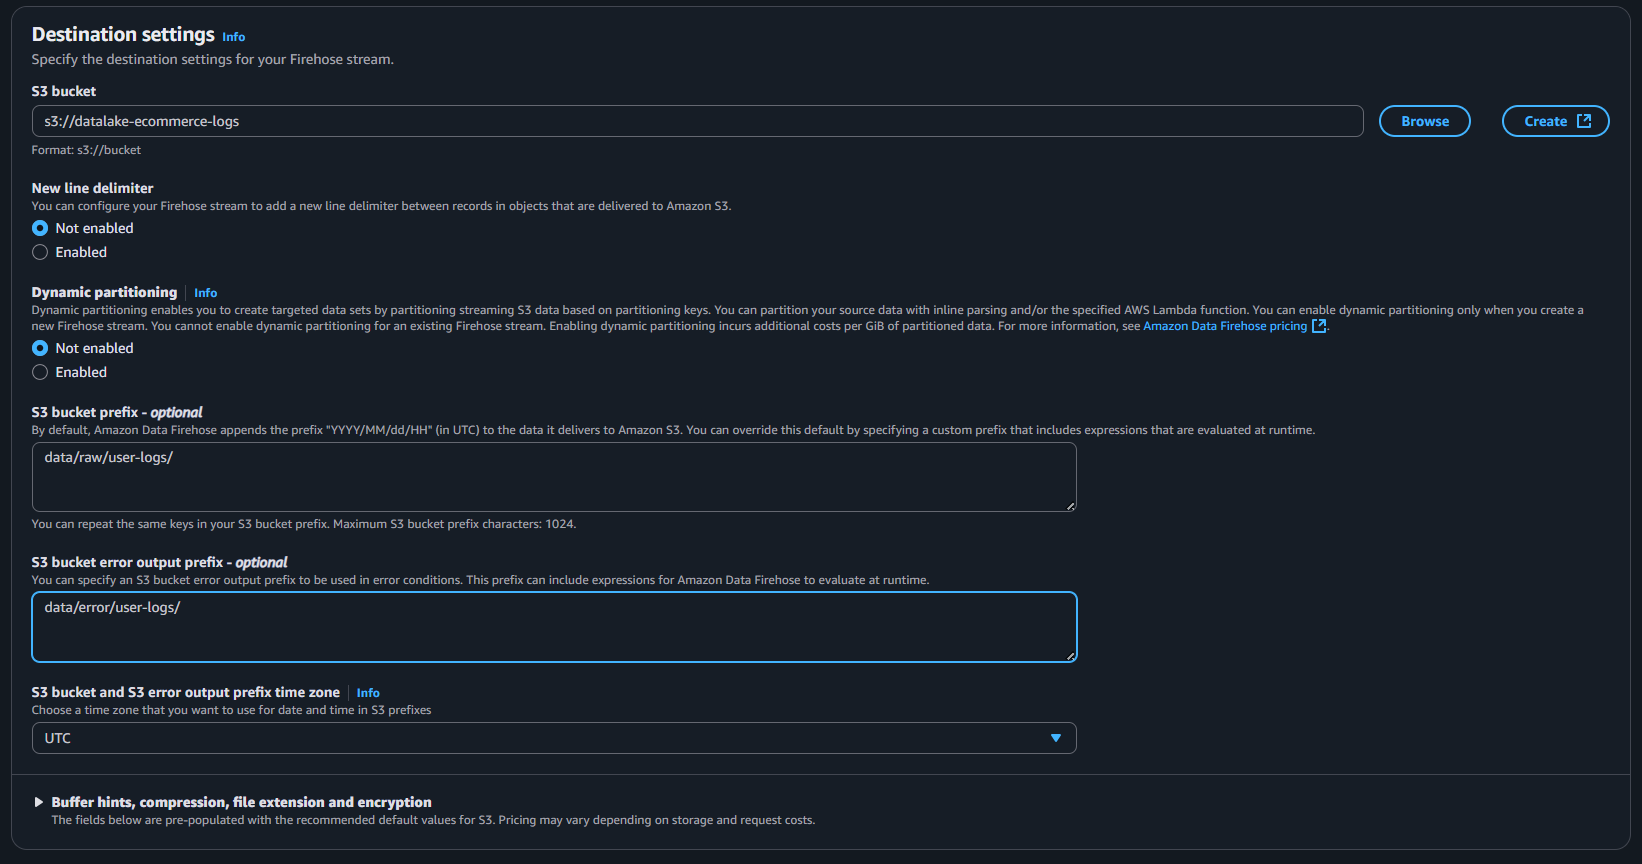 Destination settings Info
Specify the destination settings for your Firehose stream.
S3 bucket
s3://datalake-ecommerce-logs
Browse
Create
Format: s3://bucket
New line delimiter
You can configure your Firehose stream to add a new line delimiter between records in objects that are delivered to Amazon S3.
Not enabled
Enabled
Dynamic partitioning Info
Dynamic partitioning enables you to create targeted data sets by partitioning streaming S3 data based on partitioning keys. You can partition your source data with inline parsing and/or the specified AWS Lambda function. You can enable dynamic partitioning only when you create a
new Firehose stream. You cannot enable dynamic partitioning for an existing Firehose stream. Enabling dynamic partitioning incurs additional costs per GiB of partitioned data. For more information, see Amazon Data Firehose pricing.
Not enabled
Enabled
S3 bucket prefix - optional
By default, Amazon Data Firehose appends the prefix "YYYY/MM/dd/HH" (in UTC) to the data it delivers to Amazon S3. You can override this default by specifying a custom prefix that includes expressions that are evaluated at runtime.
data/raw/user-logs/
You can repeat the same keys in your S3 bucket prefix. Maximum S3 bucket prefix characters: 1024.
S3 bucket error output prefix - optional
You can specify an S3 bucket error output prefix to be used in error conditions. This prefix can include expressions for Amazon Data Firehose to evaluate at runtime.
data/error/user-logs/
S3 bucket and S3 error output prefix time zone Info
Choose a time zone that you want to use for date and time in S3 prefixes
UTC
Buffer hints, compression, file extension and encryption
The fields below are pre-populated with the recommended default values for S3. Pricing may vary depending on storage and request costs.